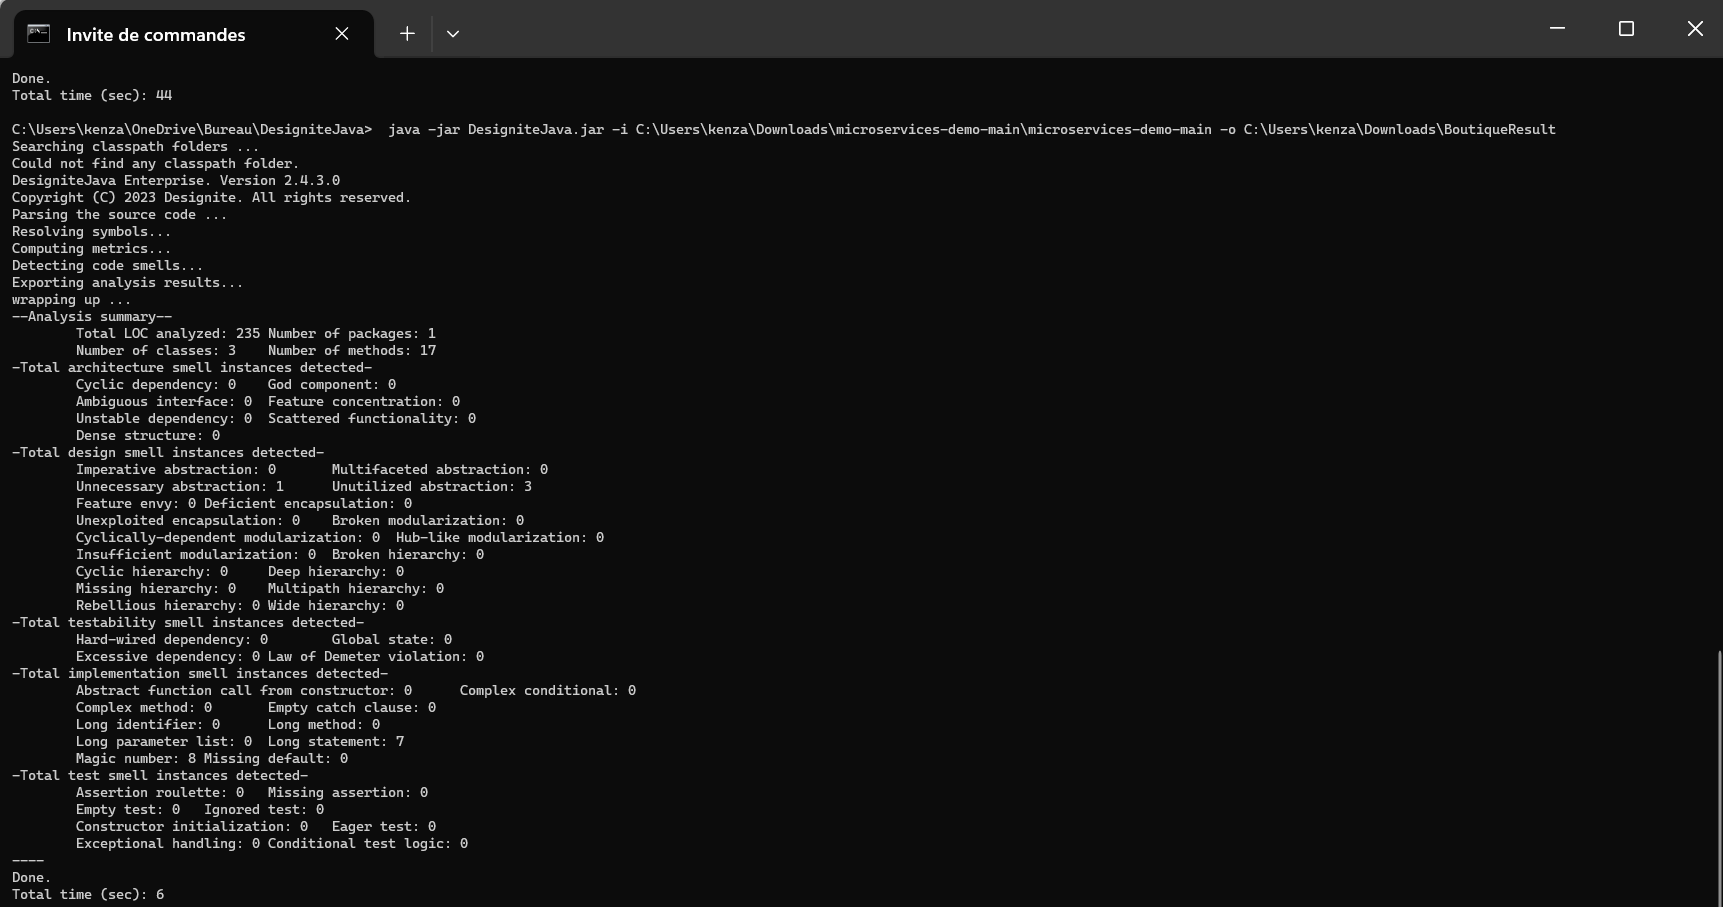 Invite de commandes
Done.
Total time (sec): 44
C:\Users\kenza\OneDrive\Bureau\DesigniteJava>  java -jar DesigniteJava.jar -i C:\Users\kenza\Downloads\microservices-demo-main\microservices-demo-main -o C:\Users\kenza\Downloads\BoutiqueResult
Searching classpath folders ...
Could not find any classpath folder.
DesigniteJava Enterprise. Version 2.4.3.0
Copyright (C) 2023 Designite. All rights reserved.
Parsing the source code ...
Resolving symbols...
Computing metrics...
Detecting code smells...
Exporting analysis results...
wrapping up ...
--Analysis summary--
Total LOC analyzed: 235 Number of packages: 1
Number of classes: 3    Number of methods: 17
-Total architecture smell instances detected-
Cyclic dependency: 0    God component: 0
Ambiguous interface: 0  Feature concentration: 0
Unstable dependency: 0  Scattered functionality: 0
Dense structure: 0
-Total design smell instances detected-
Imperative abstraction: 0       Multifaceted abstraction: 0
Unnecessary abstraction: 1      Unutilized abstraction: 3
Feature envy: 0 Deficient encapsulation: 0
Unexploited encapsulation: 0    Broken modularization: 0
Cyclically-dependent modularization: 0  Hub-like modularization: 0
Insufficient modularization: 0  Broken hierarchy: 0
Cyclic hierarchy: 0     Deep hierarchy: 0
Missing hierarchy: 0    Multipath hierarchy: 0
Rebellious hierarchy: 0 Wide hierarchy: 0
-Total testability smell instances detected-
Hard-wired dependency: 0        Global state: 0
Excessive dependency: 0 Law of Demeter violation: 0
-Total implementation smell instances detected-
Abstract function call from constructor: 0      Complex conditional: 0
Complex method: 0       Empty catch clause: 0
Long identifier: 0      Long method: 0
Long parameter list: 0  Long statement: 7
Magic number: 8 Missing default: 0
-Total test smell instances detected-
Assertion roulette: 0   Missing assertion: 0
Empty test: 0   Ignored test: 0
Constructor initialization: 0   Eager test: 0
Exceptional handling: 0 Conditional test logic: 0
----
Done.
Total time (sec): 6